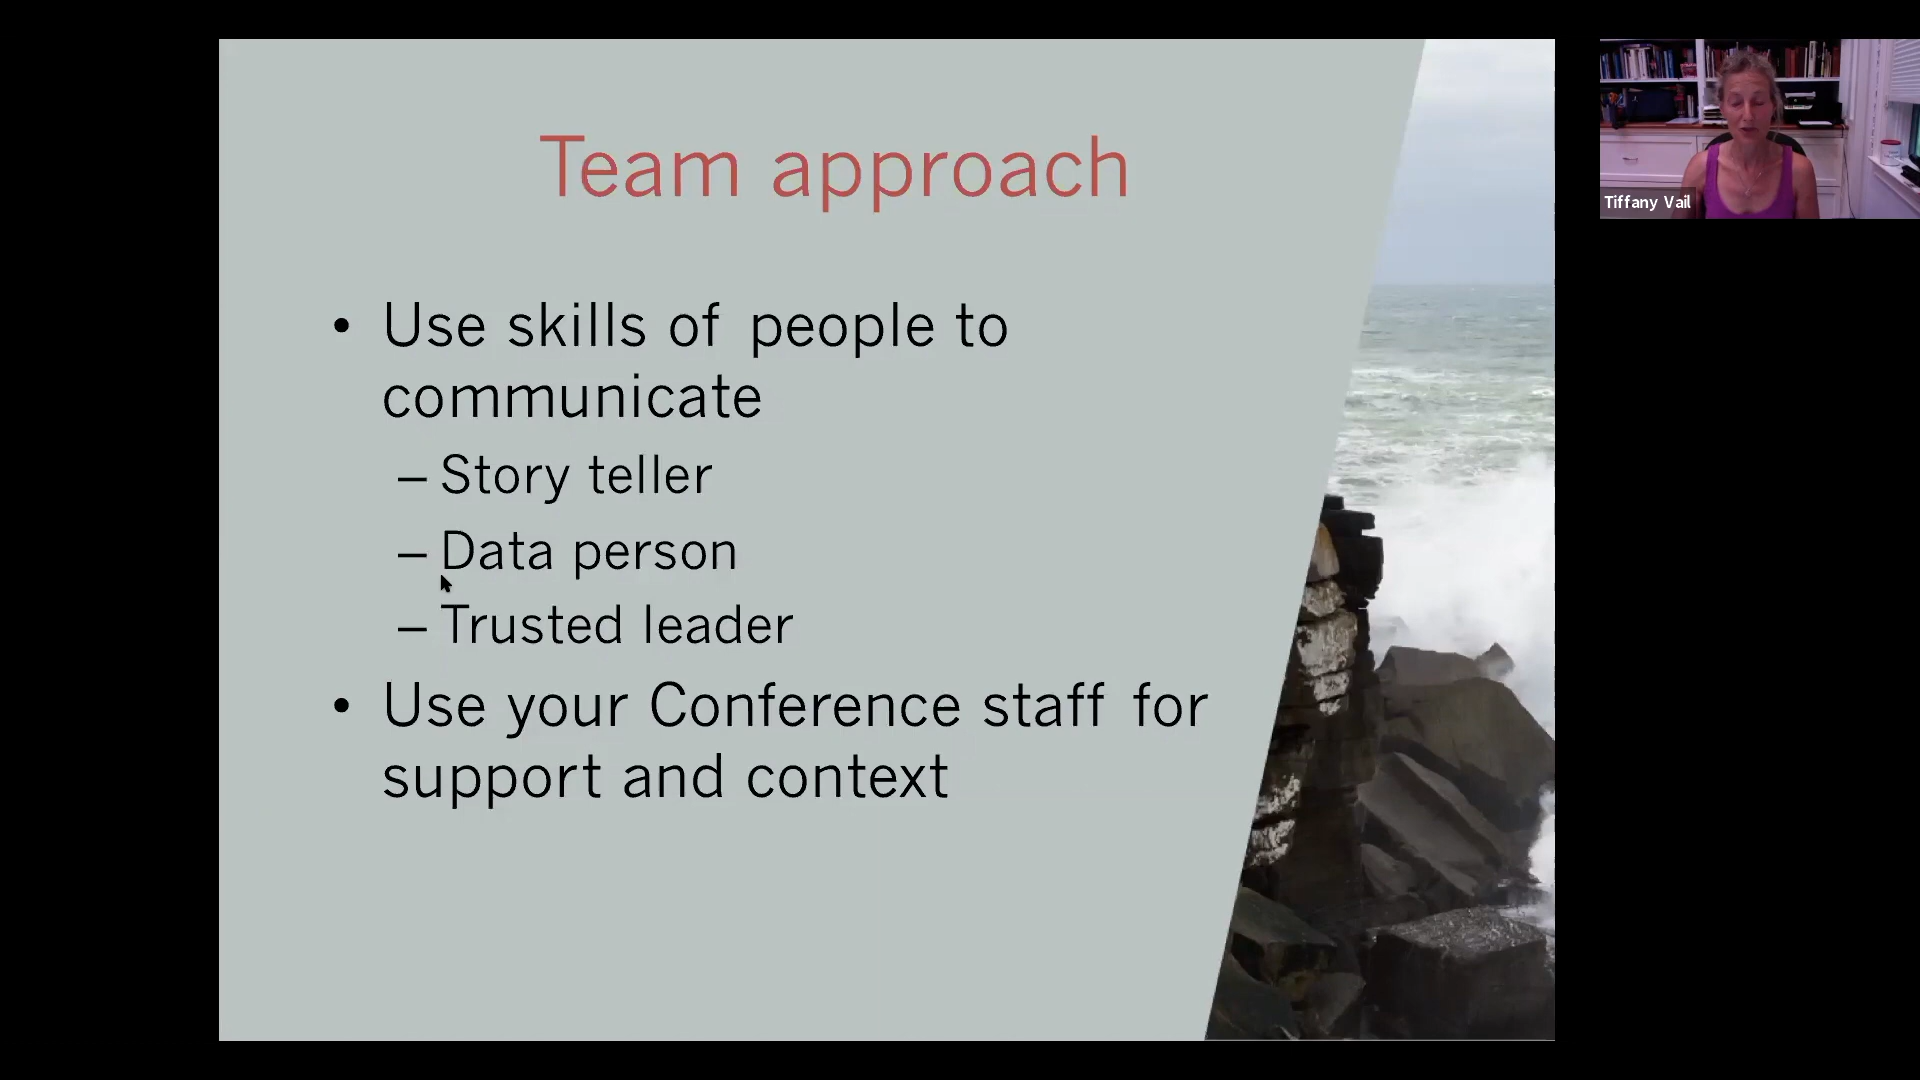 Team approach
• Use skills of people to
communicate
– Story teller
– Data person
– Trusted leader
• Use your Conference staff for
support and context
Tiffany Vail